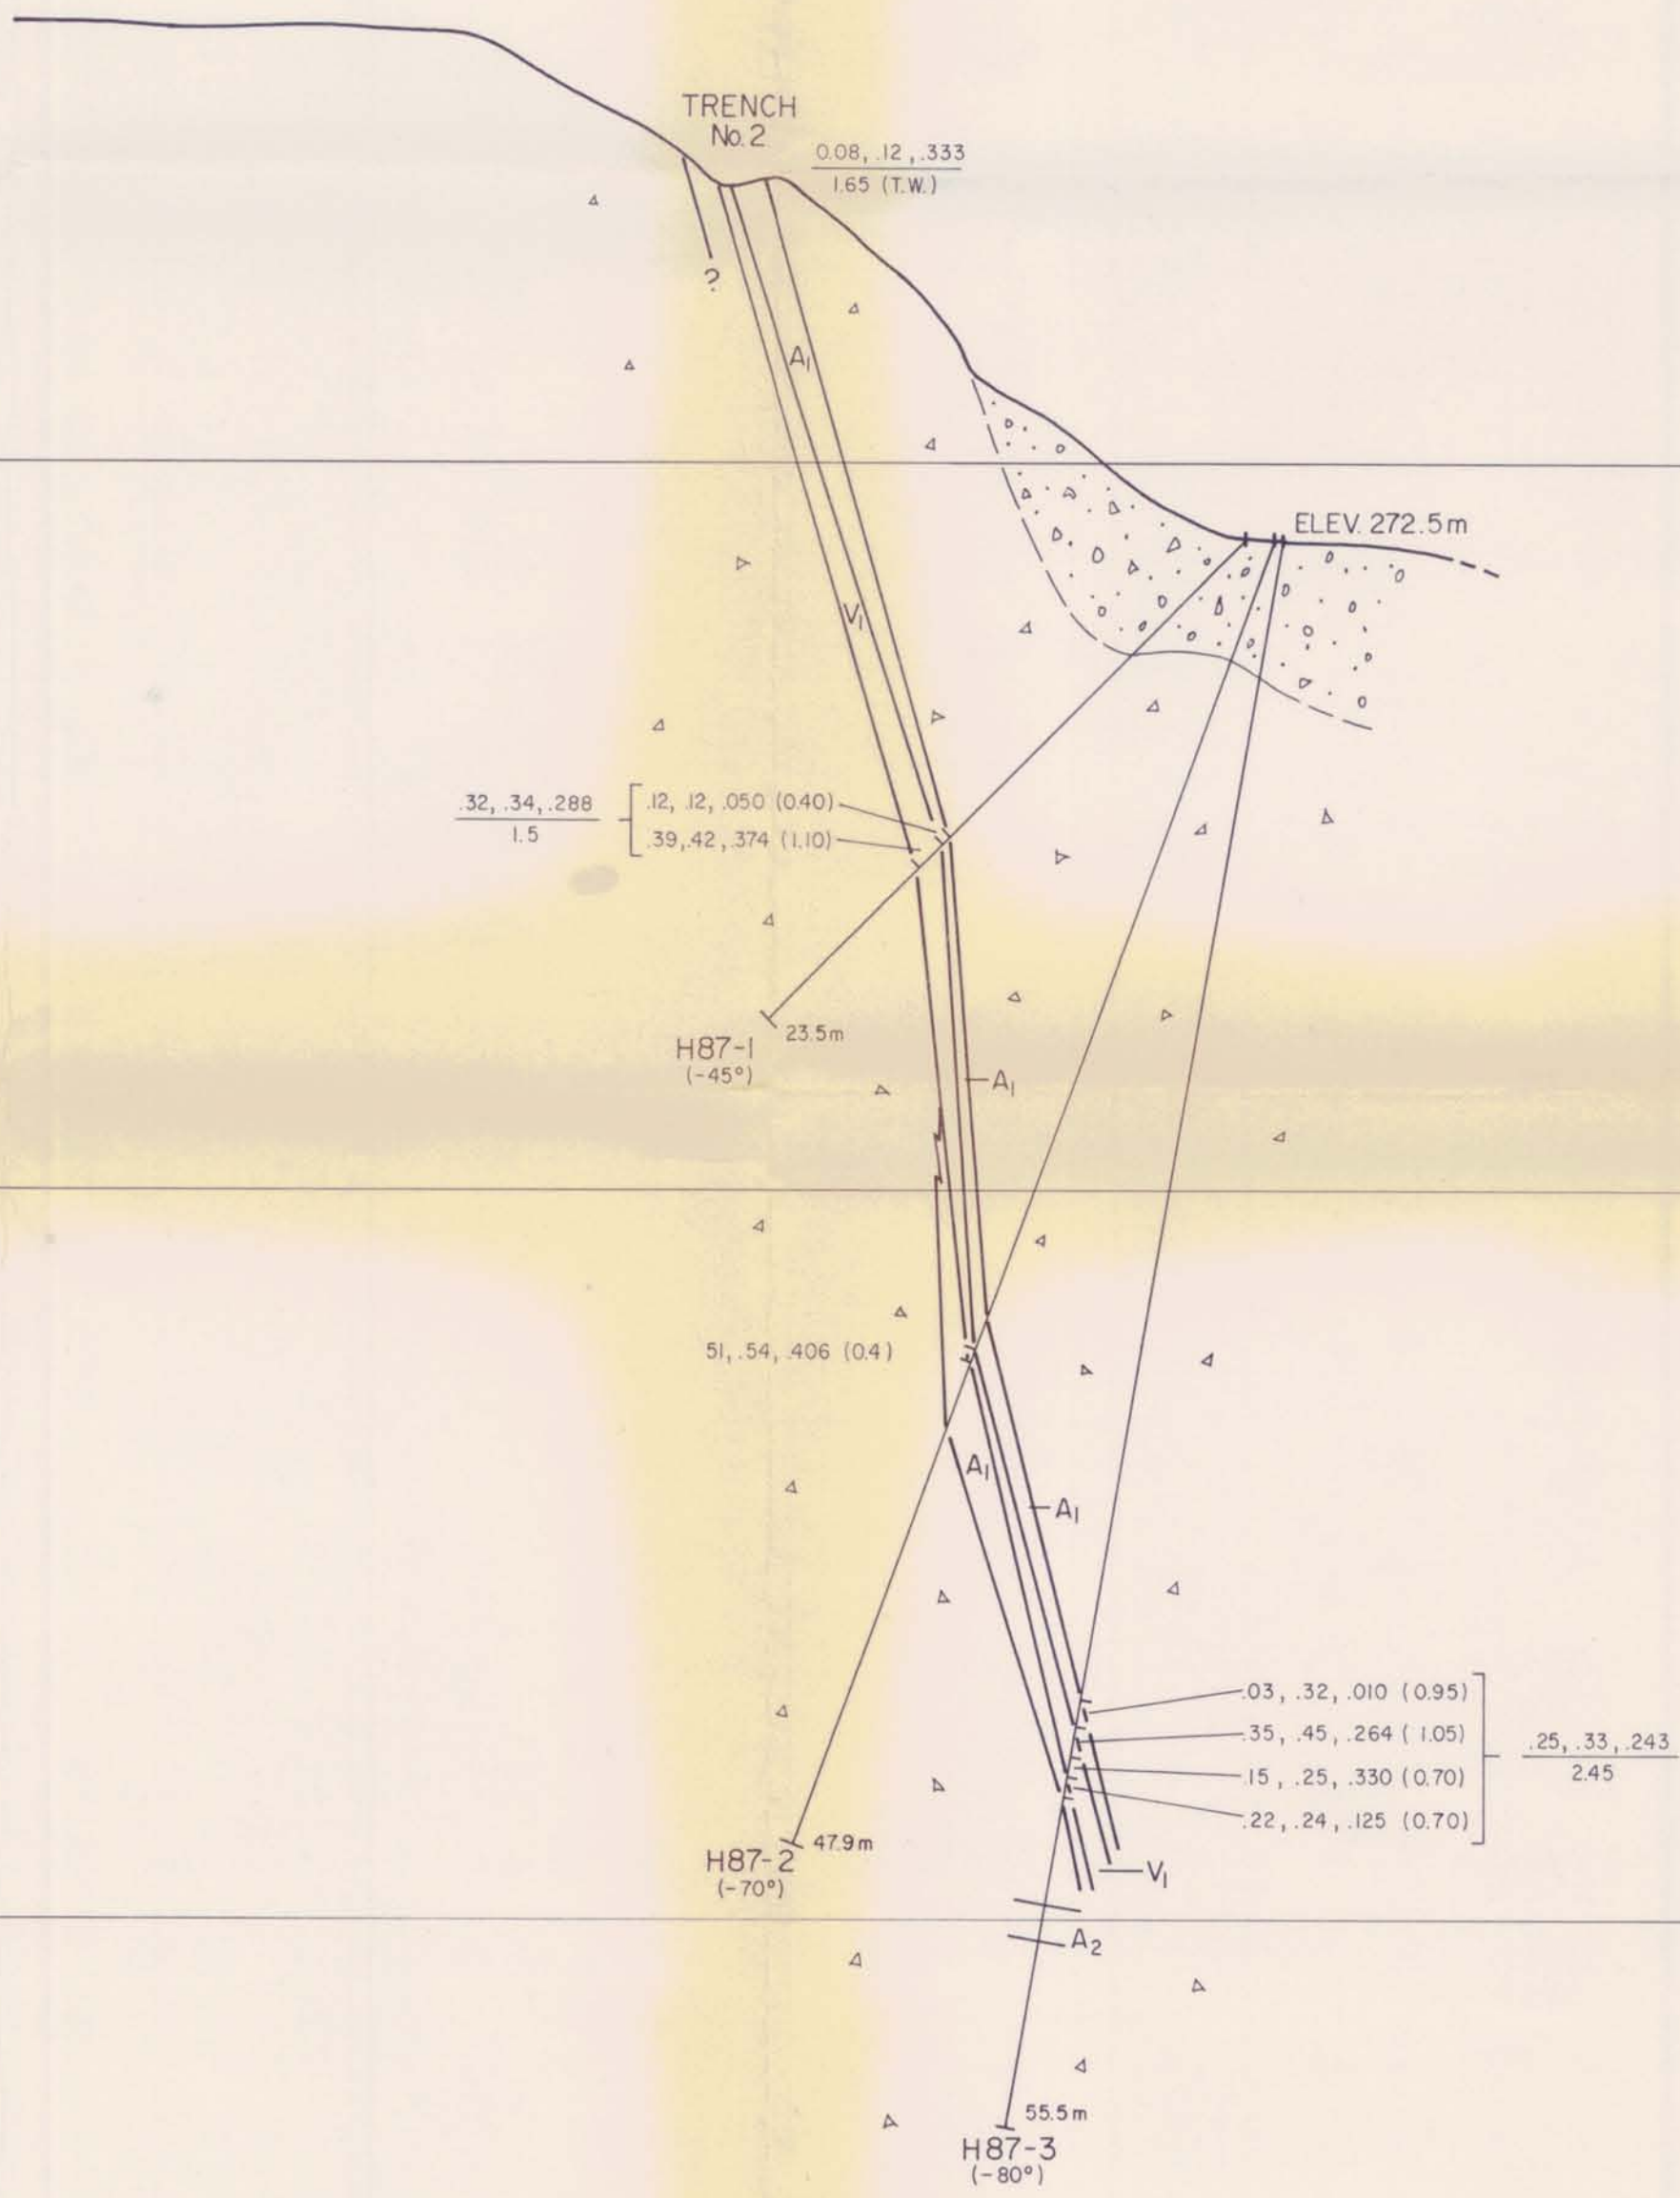 TRENCH
No. 2
0.08, .12, .333
1.65 (T.W.)
?
A1
ELEV. 272.5m
V1
.32, .34, .288
1.5
.12, .12, .050 (0.40)
.39, .42, .374 (1.10)
23.5m
H87-1
(-45°)
A1
51, .54, .406 (0.4)
A1
A1
.03, .32, .010 (0.95)
.35, .45, .264 (1.05)
.15, .25, .330 (0.70)
.22, .24, .125 (0.70)
.25, .33, .243
2.45
47.9m
H87-2
(-70°)
V1
A2
55.5m
H87-3
(-80°)